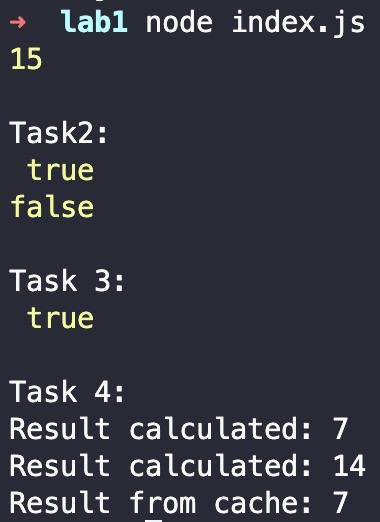 ➜  lab1 node index.js
15

Task2:
 true
false

Task 3:
 true

Task 4:
Result calculated: 7
Result calculated: 14
Result from cache: 7